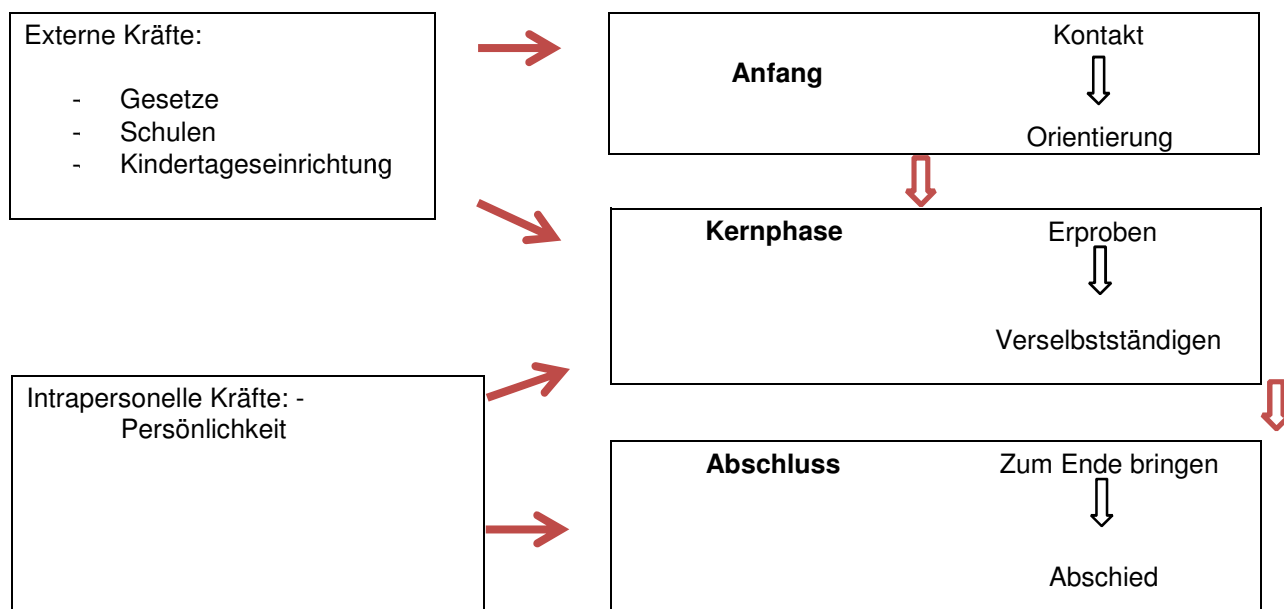 Externe Kräfte:
- Gesetze
- Schulen
- Kindertageseinrichtung
Intrapersonelle Kräfte: -
Persönlichkeit
Kontakt
Anfang
Orientierung
Kernphase Erproben
Verselbstständigen
Abschluss Zum Ende bringen
Abschied